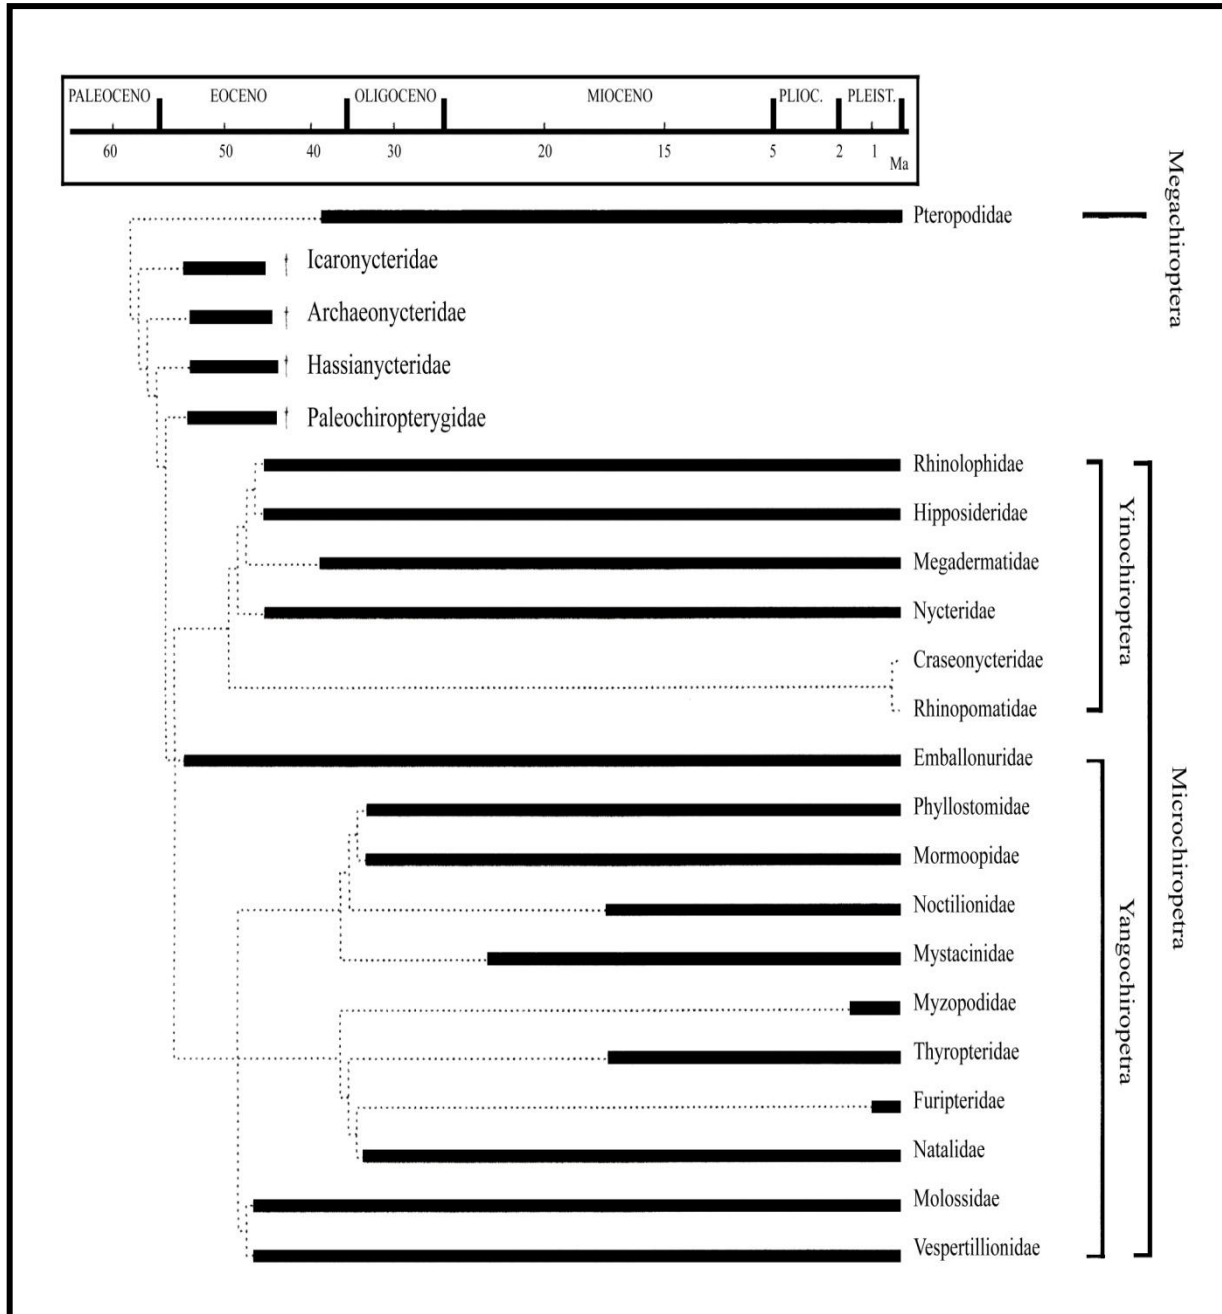 PALEOCENO EOCENO OLIGOCENO MIOCENO PLIOC. PLEIST.
60 50 40 30 20 15 5 2 1
Ma
Pteropodidae
Megachiroptera
† Icaronycteridae
† Archaeonycteridae
† Hassianycteridae
† Paleochiropterygidae
Rhinolophidae
Hipposideridae
Megadermatidae
Nycteridae
Craseonycteridae
Rhinopomatidae
Yinochiroptera
Emballonuridae
Phyllostomidae
Mormoopidae
Noctilionidae
Mystacinidae
Myzopodidae
Thyropteridae
Furipteridae
Natalidae
Molossidae
Vespertillionidae
Yangochiropetra
Microchiropetra